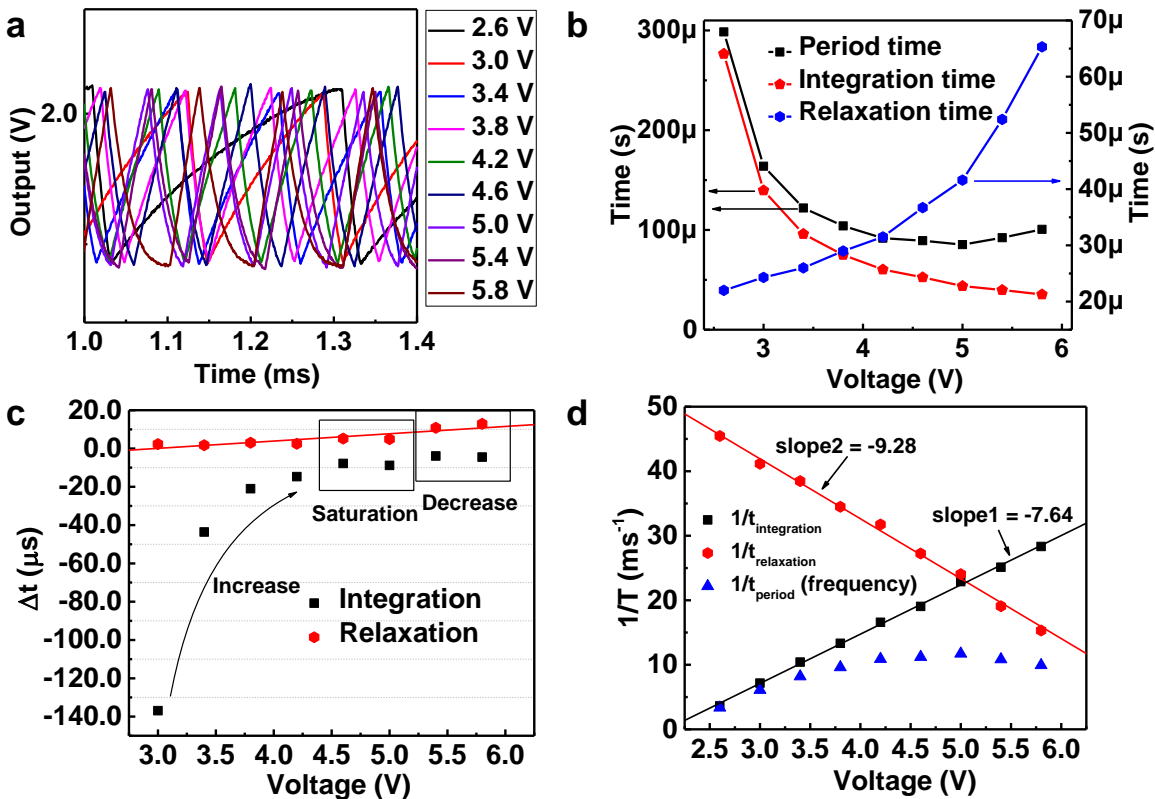 a
2.0
Output (V)
1.0 1.1 1.2 1.3 1.4
Time (ms)
2.6 V
3.0 V
3.4 V
3.8 V
4.2 V
4.6 V
5.0 V
5.4 V
5.8 V
b
300µ
200µ
100µ
0
Time (s)
Period time
Integration time
Relaxation time
70µ
60µ
50µ
40µ
30µ
20µ
Time (s)
3 4 5 6
Voltage (V)
c
20.0
0.0
-20.0
-40.0
-60.0
-80.0
-100.0
-120.0
-140.0
Δt (µs)
Saturation
Decrease
Increase
Integration
Relaxation
3.0 3.5 4.0 4.5 5.0 5.5 6.0
Voltage (V)
d
50
40
30
20
10
0
1/T (ms-1)
slope2 = -9.28
slope1 = -7.64
1/tintegration
1/trelaxation
1/tperiod (frequency)
2.5 3.0 3.5 4.0 4.5 5.0 5.5 6.0
Voltage (V)